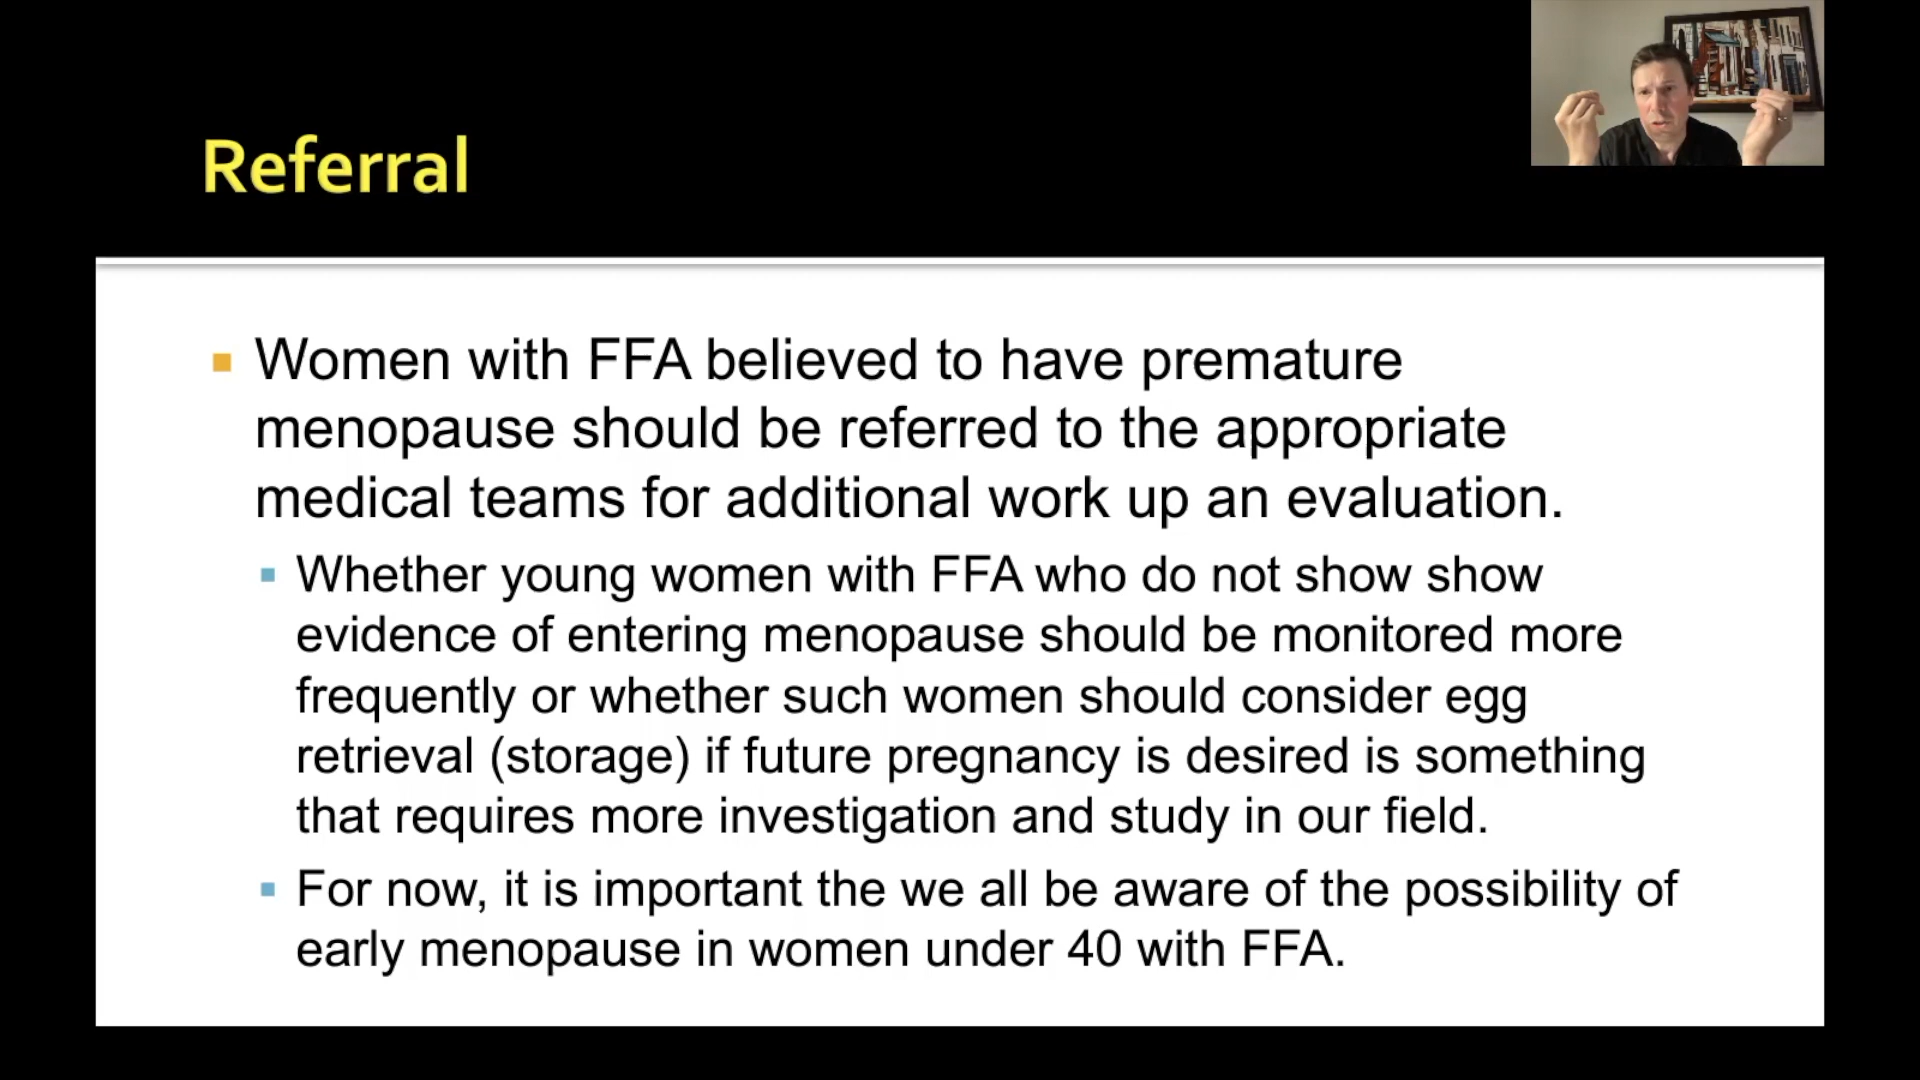 Referral
Women with FFA believed to have premature
menopause should be referred to the appropriate
medical teams for additional work up an evaluation.
Whether young women with FFA who do not show show
evidence of entering menopause should be monitored more
frequently or whether such women should consider egg
retrieval (storage) if future pregnancy is desired is something
that requires more investigation and study in our field.
For now, it is important the we all be aware of the possibility of
early menopause in women under 40 with FFA.